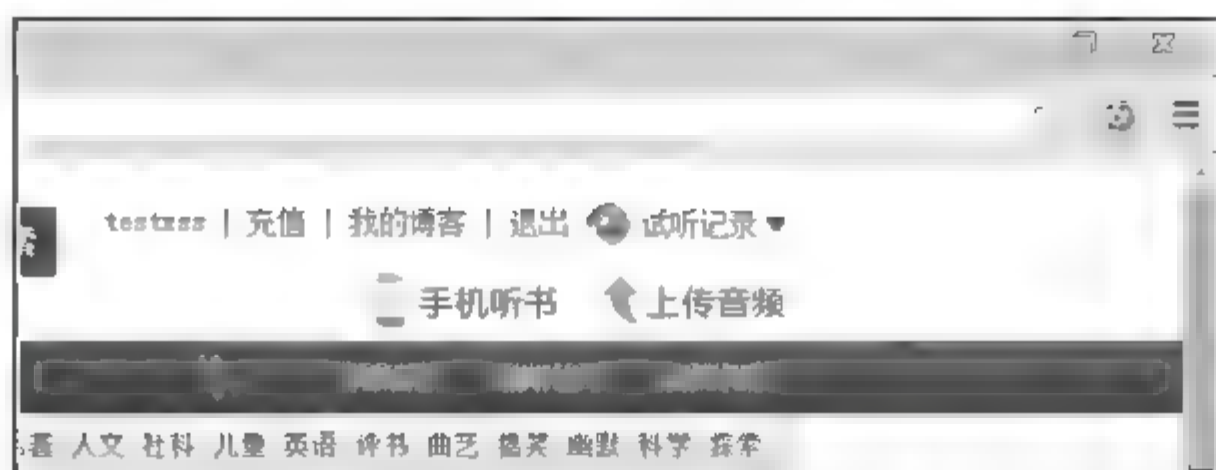 testzss | 充值 | 我的博客 | 退出 试听记录
手机听书 上传音频
人文 社科 儿童 英语 评书 曲艺 搞笑 幽默 科学 探索